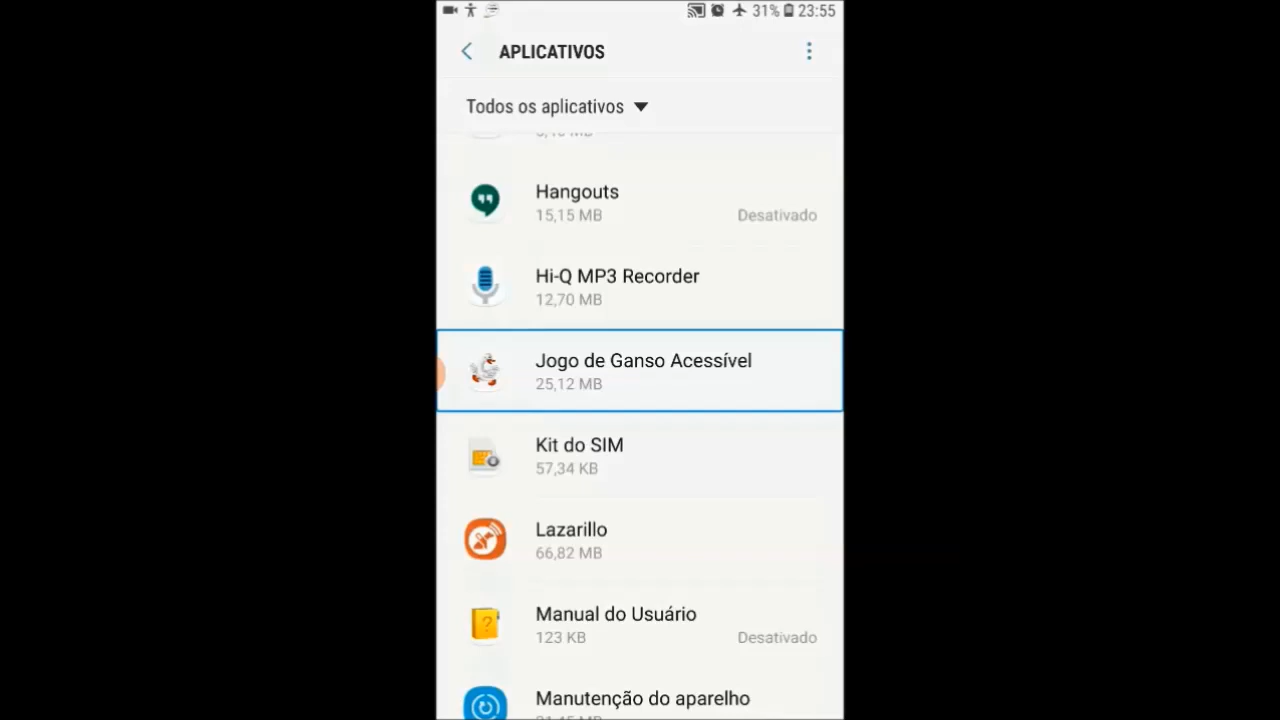 31% 23:55
APLICATIVOS
Todos os aplicativos
Hangouts
15,15 MB
Desativado
Hi-Q MP3 Recorder
12,70 MB
Jogo de Ganso Acessível
25,12 MB
Kit do SIM
57,34 KB
Lazarillo
66,82 MB
Manual do Usuário
123 KB
Desativado
Manutenção do aparelho
MB